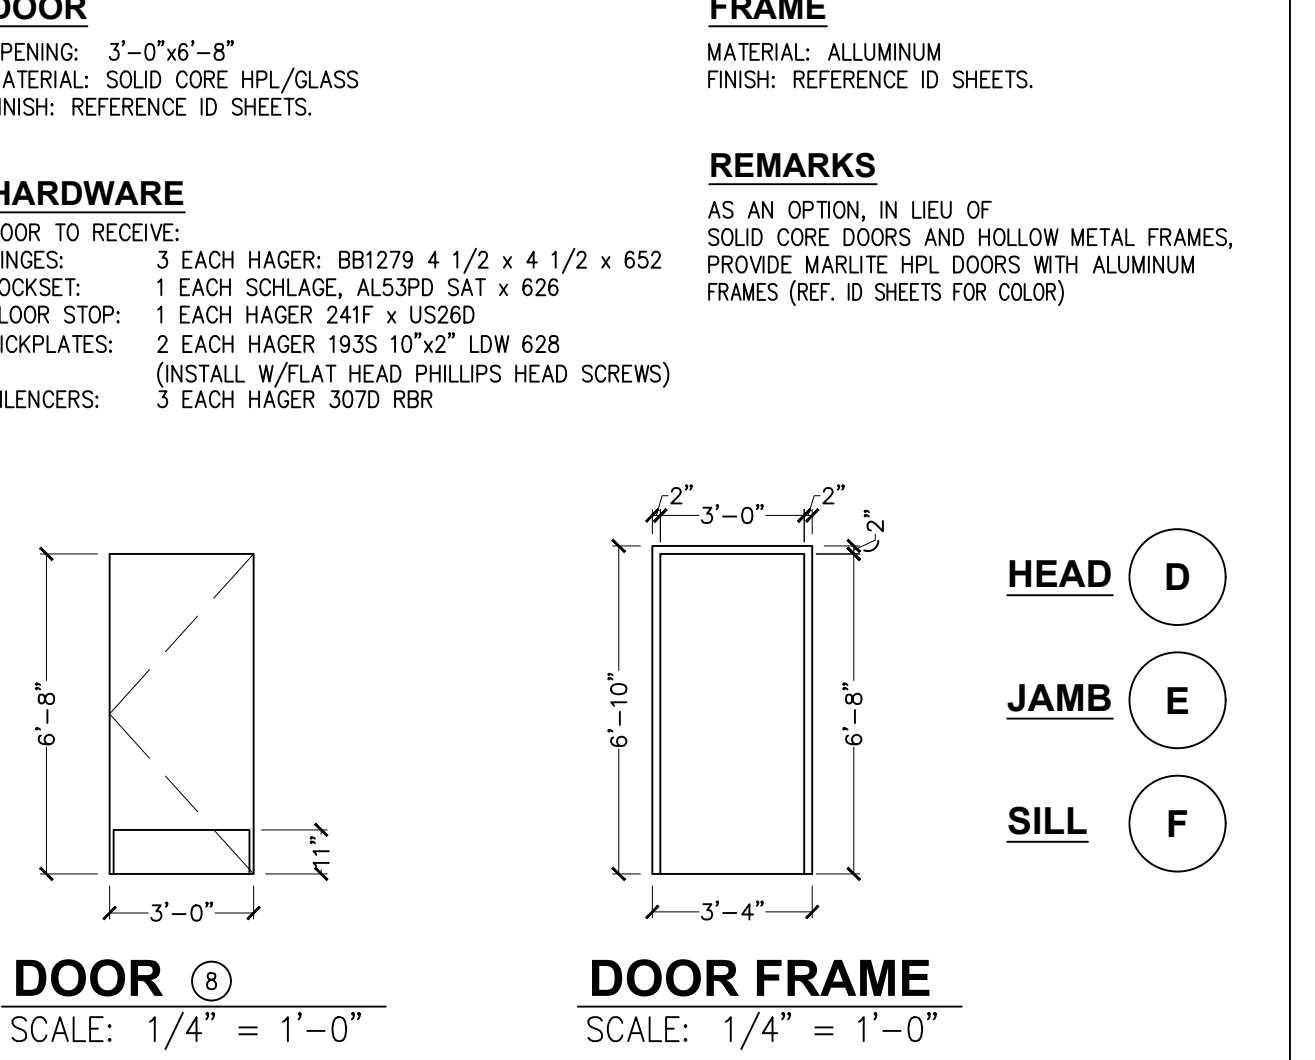 DOOR
PENING: 3'-0"x6'-8"
ATERIAL: SOLID CORE HPL/GLASS
INISH: REFERENCE ID SHEETS.
HARDWARE
OOR TO RECEIVE:
INGES: 3 EACH HAGER: BB1279 4 1/2 x 4 1/2 x 652
OCKSET: 1 EACH SCHLAGE, AL53PD SAT x 626
LOOR STOP: 1 EACH HAGER 241F x US26D
ICKPLATES: 2 EACH HAGER 193S 10"x2" LDW 628
(INSTALL W/FLAT HEAD PHILLIPS HEAD SCREWS)
ILENCERS: 3 EACH HAGER 307D RBR
FRAME
MATERIAL: ALLUMINUM
FINISH: REFERENCE ID SHEETS.
REMARKS
AS AN OPTION, IN LIEU OF
SOLID CORE DOORS AND HOLLOW METAL FRAMES,
PROVIDE MARLITE HPL DOORS WITH ALUMINUM
FRAMES (REF. ID SHEETS FOR COLOR)
6'-8"
11"
3'-0"
DOOR 8
SCALE: 1/4" = 1'-0"
2"
3'-0"
2"
2"
6'-10"
6'-8"
3'-4"
DOOR FRAME
SCALE: 1/4" = 1'-0"
HEAD D
JAMB E
SILL F